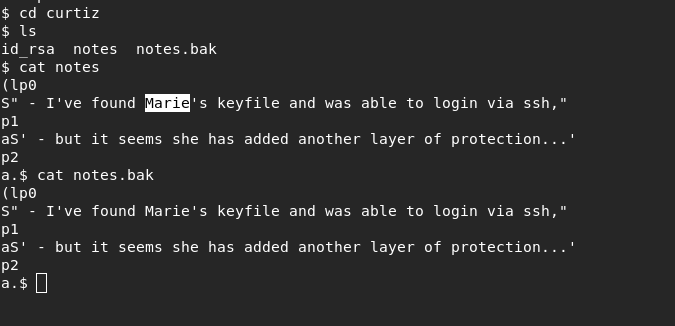 $ cd curtiz
$ ls
id_rsa  notes  notes.bak
$ cat notes
(lp0
S" - I've found Marie's keyfile and was able to login via ssh,"
p1
aS' - but it seems she has added another layer of protection...'
p2
a.$ cat notes.bak
(lp0
S" - I've found Marie's keyfile and was able to login via ssh,"
p1
aS' - but it seems she has added another layer of protection...'
p2
a.$